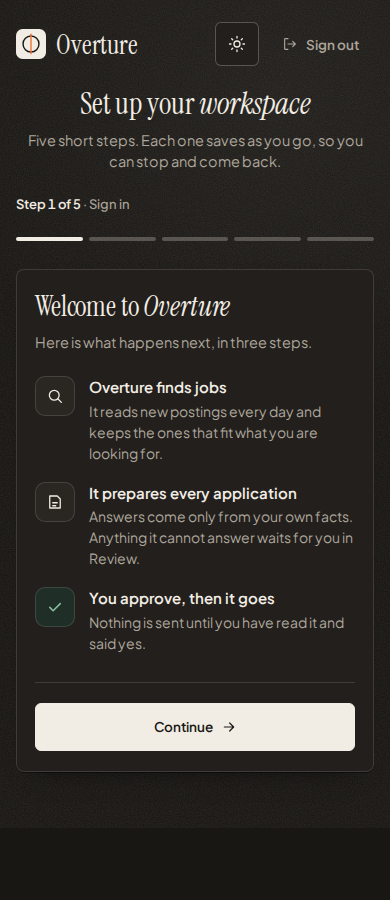 Overture
Sign out
Set up your workspace
Five short steps. Each one saves as you go, so you
can stop and come back.
Step 1 of 5 · Sign in
Welcome to Overture
Here is what happens next, in three steps.
Overture finds jobs
It reads new postings every day and
keeps the ones that fit what you are
looking for.
It prepares every application
Answers come only from your own facts.
Anything it cannot answer waits for you in
Review.
You approve, then it goes
Nothing is sent until you have read it and
said yes.
Continue